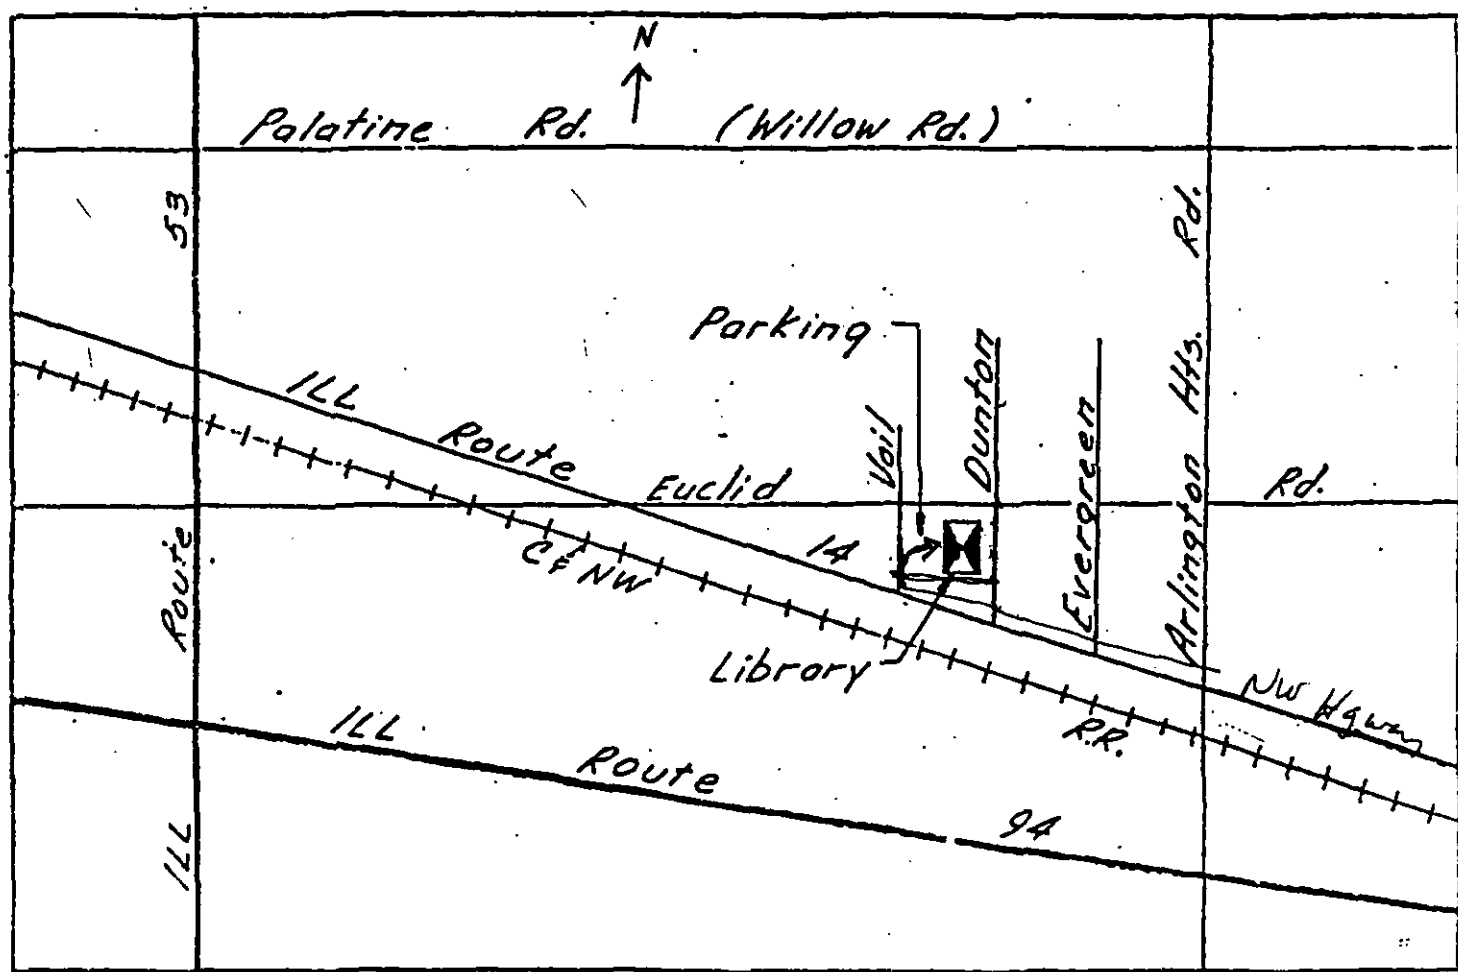 N
Palatine Rd. (Willow Rd.)
ILL Route 53
Arlington Hts. Rd.
Parking
Dunton
Vail
Evergreen
ILL Route 14
Euclid Rd.
C & NW R.R.
Library
NW Hgway
ILL Route 94